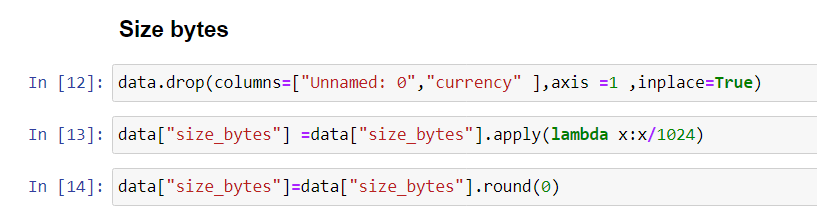 Size bytes
In [12]: data.drop(columns=["Unnamed: 0","currency" ],axis =1 ,inplace=True)
In [13]: data["size_bytes"] =data["size_bytes"].apply(lambda x:x/1024)
In [14]: data["size_bytes"]=data["size_bytes"].round(0)